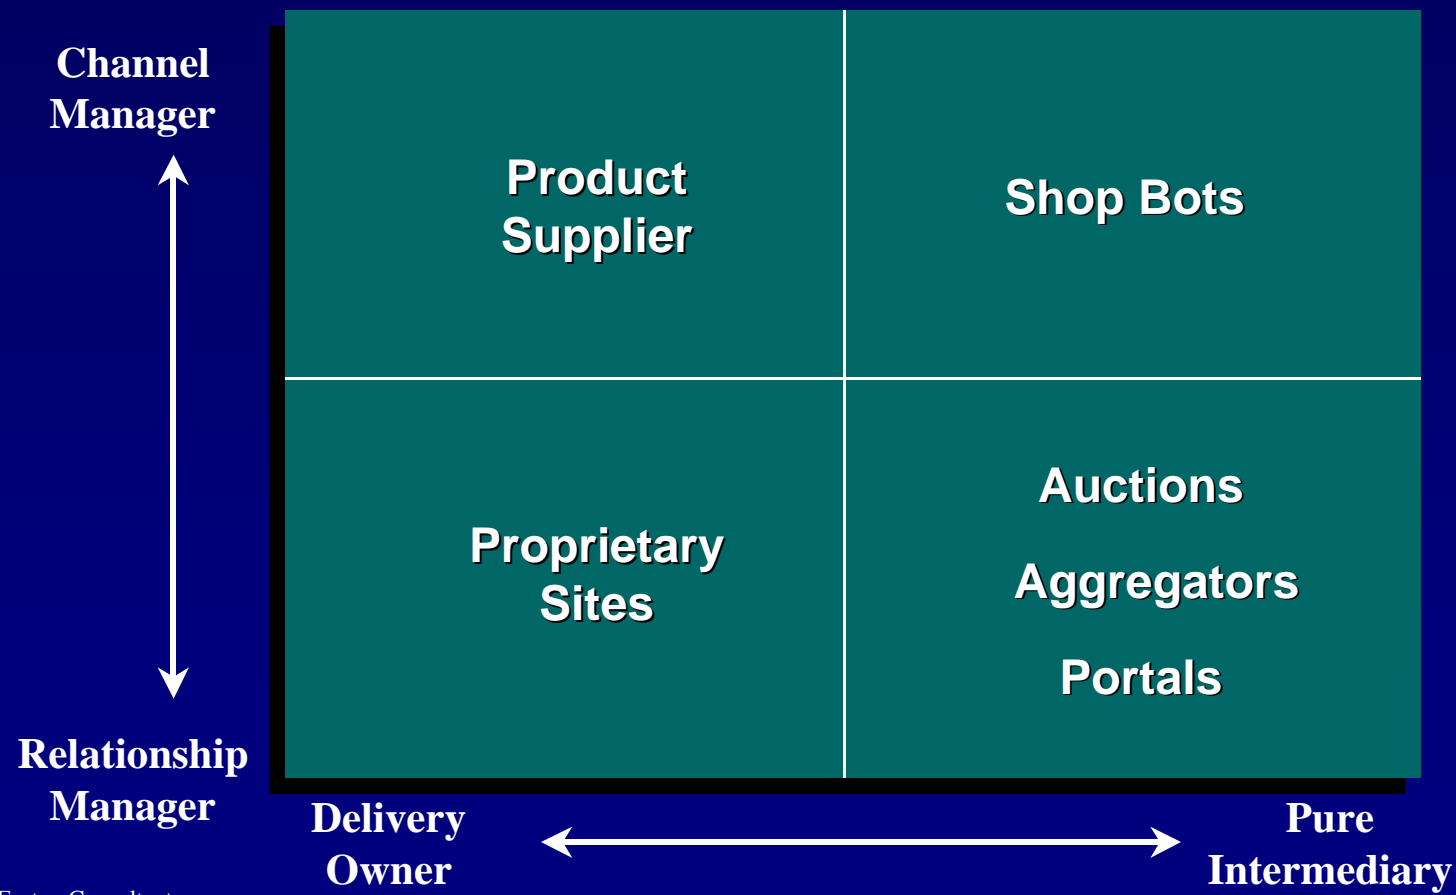 Channel
Manager
Product
Supplier
Shop Bots
Proprietary
Sites
Auctions
Aggregators
Portals
Relationship
Manager
Delivery
Owner
Pure
Intermediary